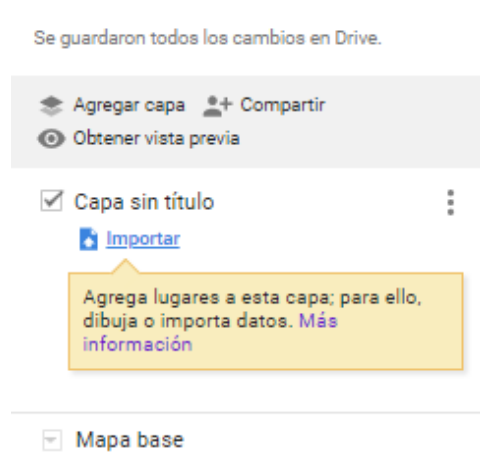 Se guardaron todos los cambios en Drive.
Agregar capa Compartir
Obtener vista previa
Capa sin título
Importar
Agrega lugares a esta capa; para ello,
dibuja o importa datos. Más
información
Mapa base